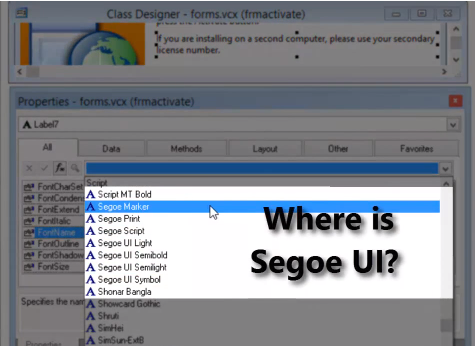 Class Designer - forms.vcx (frmactivate)
If you are installing on a second computer, please use your secondary
license number.
Properties - forms.vcx (frmactivate)
Label7
All Data Methods Layout Other Favorites
Script
FontCharSet
Script MT Bold
FontCondens
Segoe Marker
FontExtend
Segoe Print
FontItalic
Segoe Script
FontName
Segoe UI Light
FontOutline
Segoe UI Semibold
FontShadow
Segoe UI Semilight
FontSize
Segoe UI Symbol
Shonar Bangla
Specifies the nam
Showcard Gothic
Shruti
SimHei
SimSun-ExtB
Properties
Where is
Segoe UI?